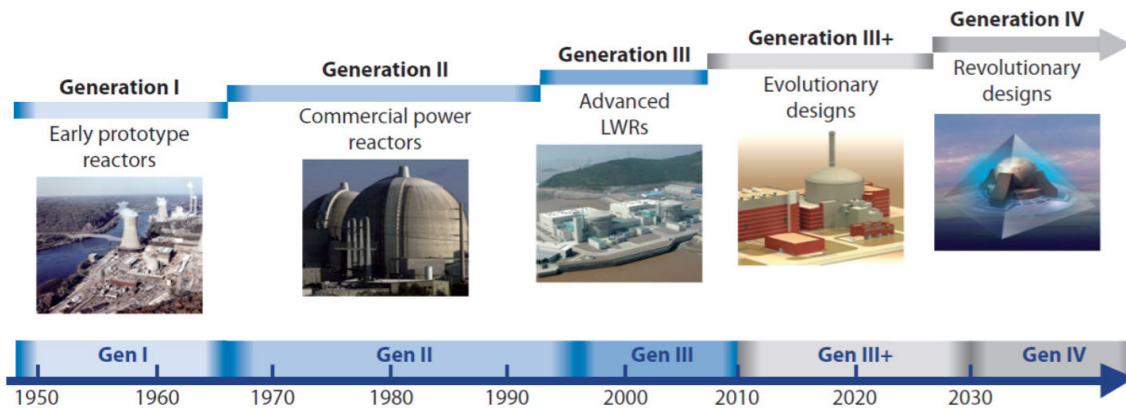 Generation I
Early prototype
reactors
Generation II
Commercial power
reactors
Generation III
Advanced
LWRs
Generation III+
Evolutionary
designs
Generation IV
Revolutionary
designs
Gen I Gen II Gen III Gen III+ Gen IV
1950 1960 1970 1980 1990 2000 2010 2020 2030